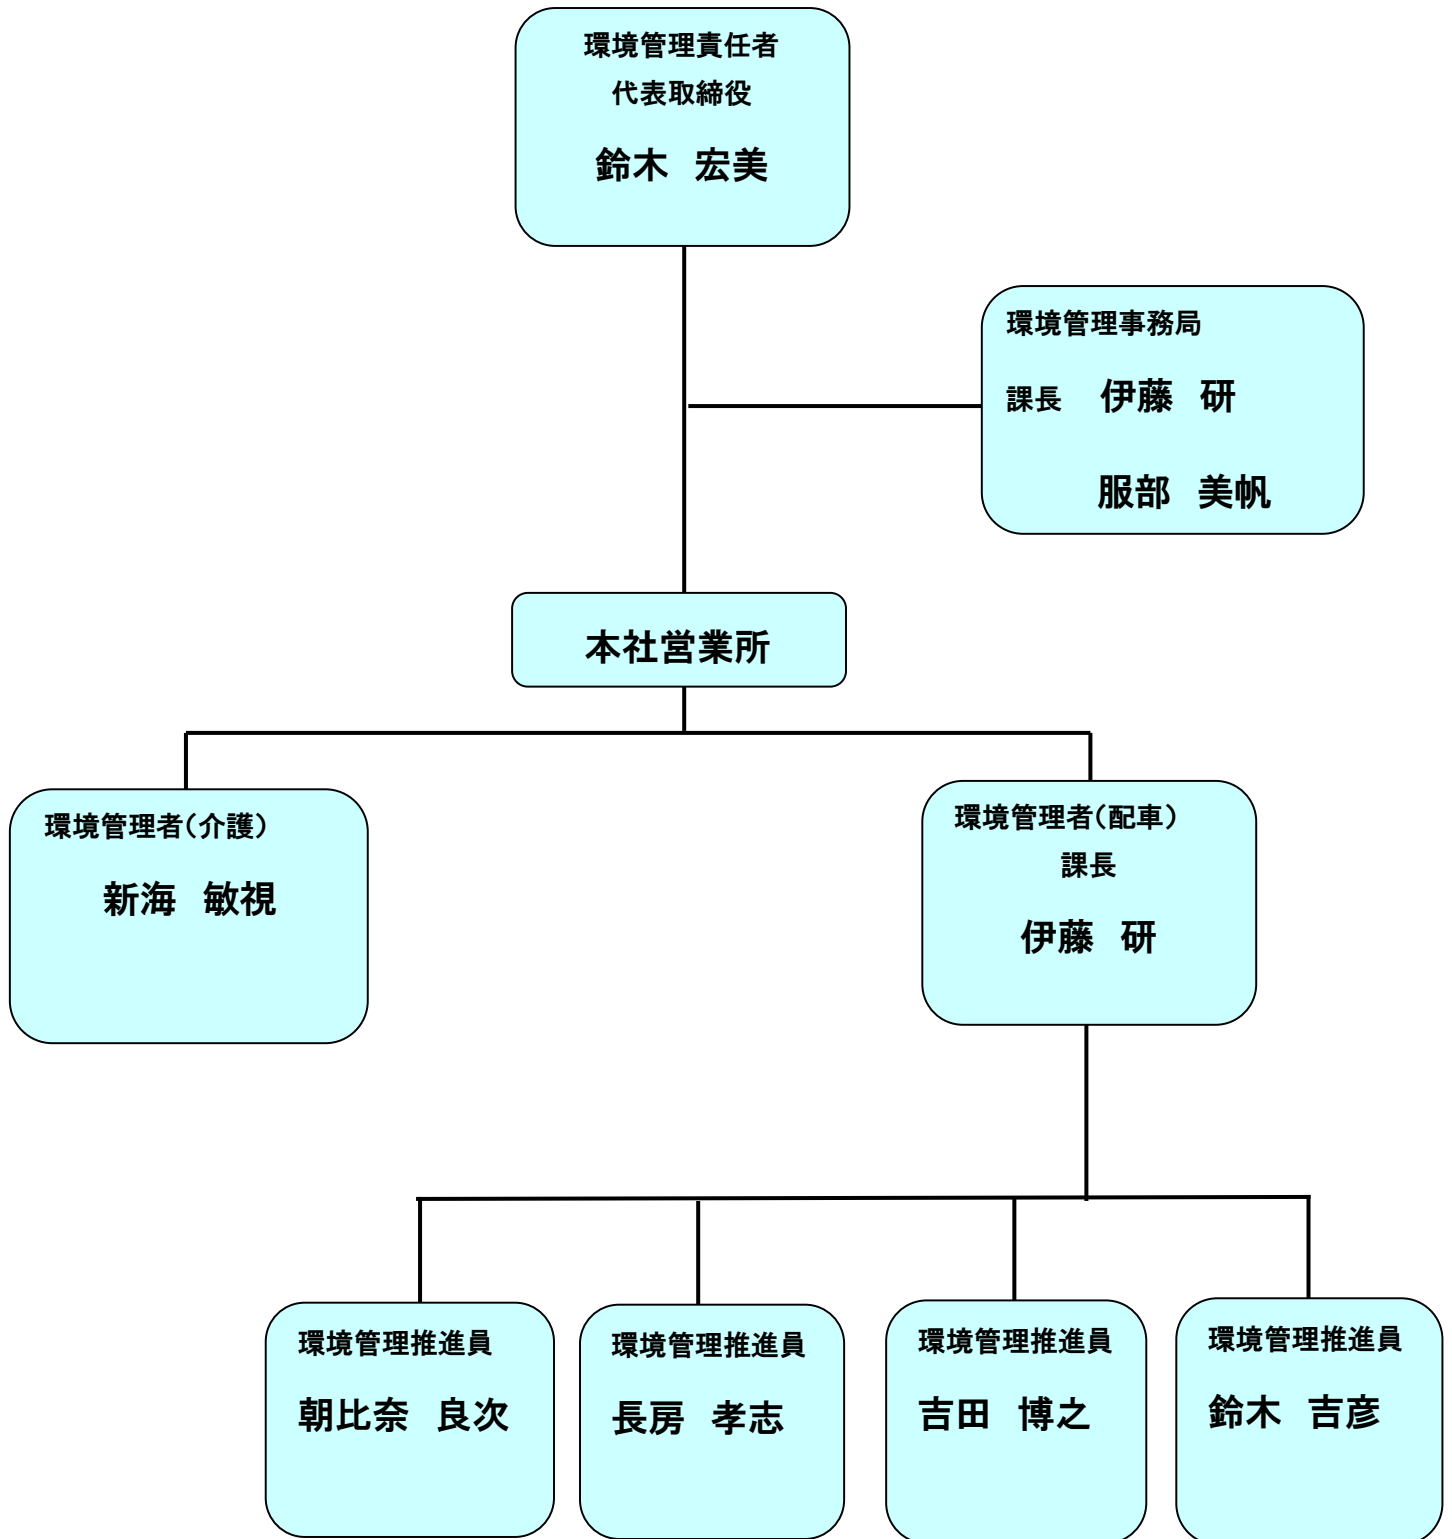 環境管理責任者
代表取締役
鈴木　宏美
環境管理事務局
課長　伊藤　研
服部　美帆
本社営業所
環境管理者(介護)
新海　敏視
環境管理者(配車)
課長
伊藤　研
環境管理推進員
朝比奈　良次
環境管理推進員
長房　孝志
環境管理推進員
吉田　博之
環境管理推進員
鈴木　吉彦